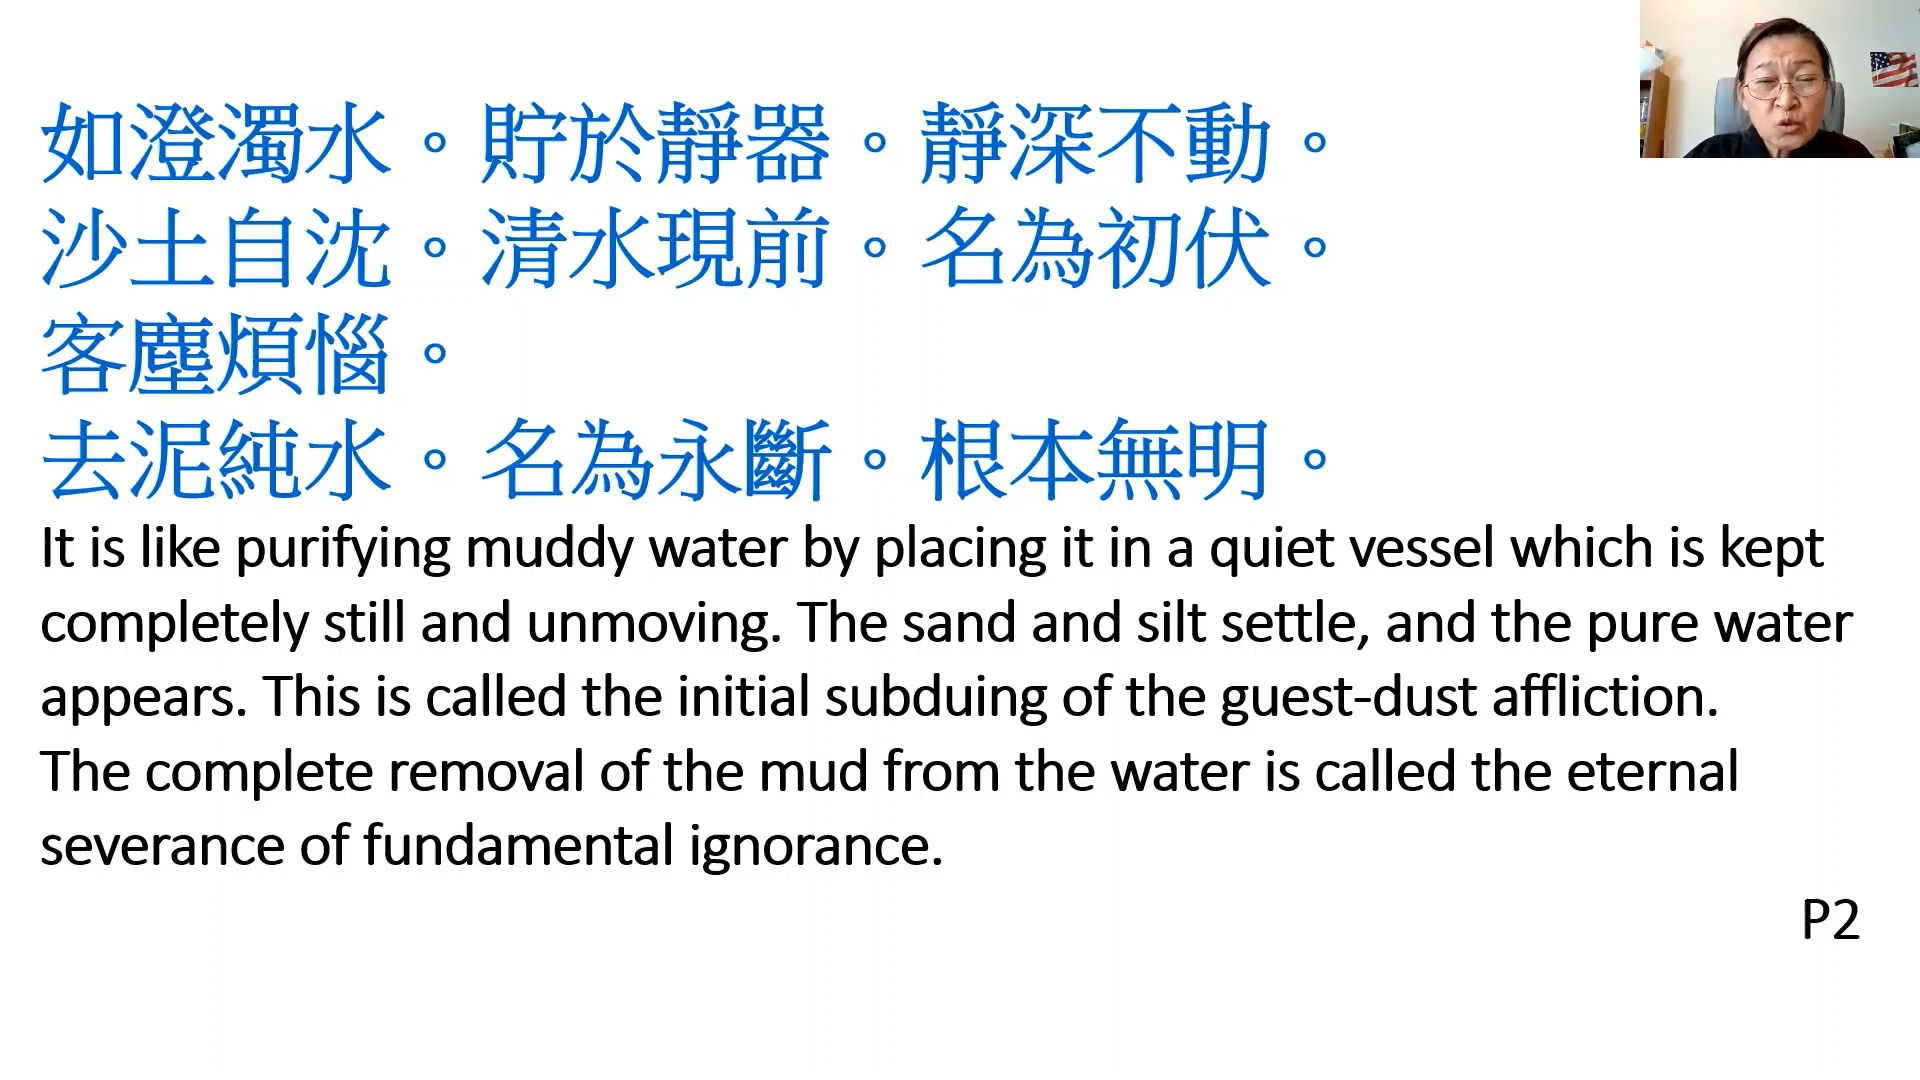 如澄濁水。貯於靜器。靜深不動。
沙土自沈。清水現前。名為初伏。
客塵煩惱。
去泥純水。名為永斷。根本無明。
It is like purifying muddy water by placing it in a quiet vessel which is kept
completely still and unmoving. The sand and silt settle, and the pure water
appears. This is called the initial subduing of the guest-dust affliction.
The complete removal of the mud from the water is called the eternal
severance of fundamental ignorance.
P2